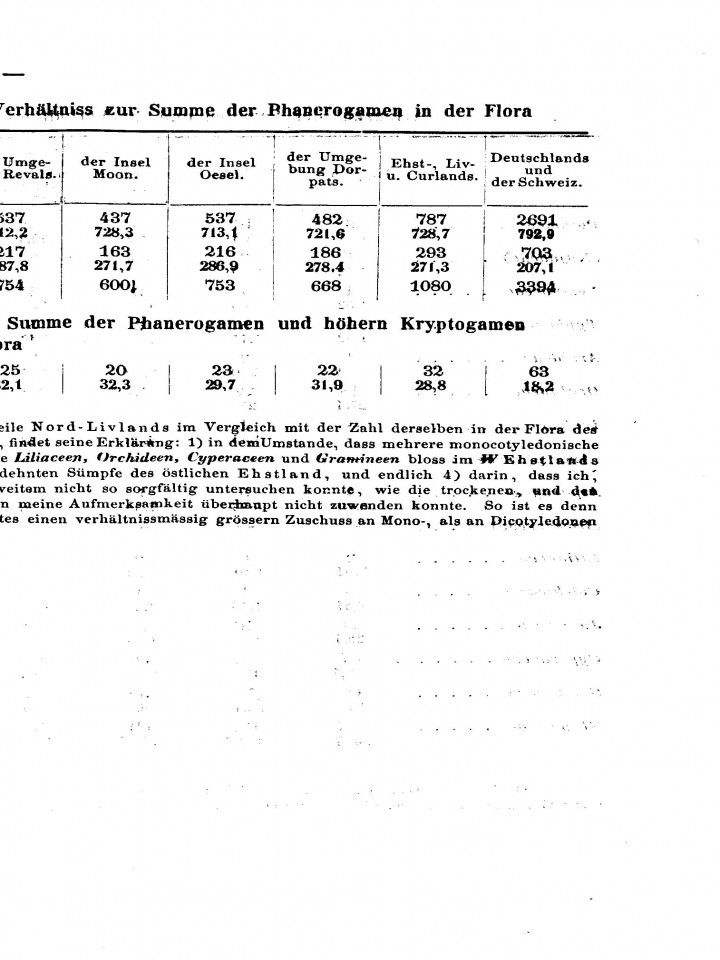 —
Verhältniss zur Summe der Phanerogamen in der Flora
Umge- Revals. | der Insel Moon. | der Insel Oesel. | der Umge- bung Dor- pats. | Ehst-, Liv- u. Curlands. | Deutschlands und der Schweiz.
537 | 437 | 537 | 482 | 787 | 2691
12,2 | 728,3 | 713,1 | 721,6 | 728,7 | 792,9
217 | 163 | 216 | 186 | 293 | 703
87,8 | 271,7 | 286,9 | 278.4 | 271,3 | 207,1
754 | 600 | 753 | 668 | 1080 | 3394
Summe der Phanerogamen und höhern Kryptogamen
ora
25 | 20 | 23 | 22 | 32 | 63
2,1 | 32,3 | 29,7 | 31,9 | 28,8 | 18,2
eile Nord-Livlands im Vergleich mit der Zahl derselben in der Flora des
, findet seine Erklärung: 1) in dem Umstande, dass mehrere monocotyledonische
e Liliaceen, Orchideen, Cyperaceen und Gramineen bloss im W Ehstlands
dehnten Sümpfe des östlichen Ehstland, und endlich 4) darin, dass ich,
weitem nicht so sorgfältig untersuchen konnte, wie die trockenen, und den
n meine Aufmerksamkeit überhaupt nicht zuwenden konnte. So ist es denn
tes einen verhältnissmässig grössern Zuschuss an Mono-, als an Dicotyledonen